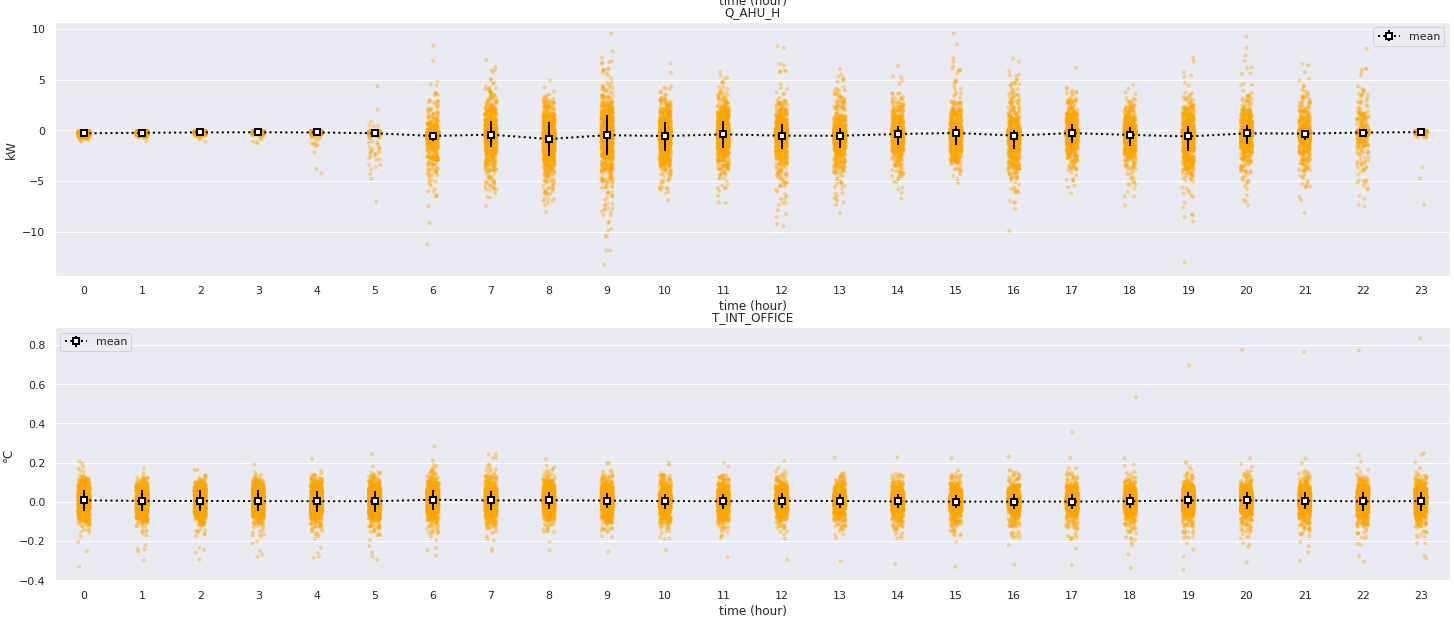 time (hour)
Q_AHU_H
10
5
0
−5
−10
kW
mean
0 1 2 3 4 5 6 7 8 9 10 11 12 13 14 15 16 17 18 19 20 21 22 23
time (hour)
T_INT_OFFICE
0.8
0.6
0.4
0.2
0.0
−0.2
−0.4
°C
mean
0 1 2 3 4 5 6 7 8 9 10 11 12 13 14 15 16 17 18 19 20 21 22 23
time (hour)